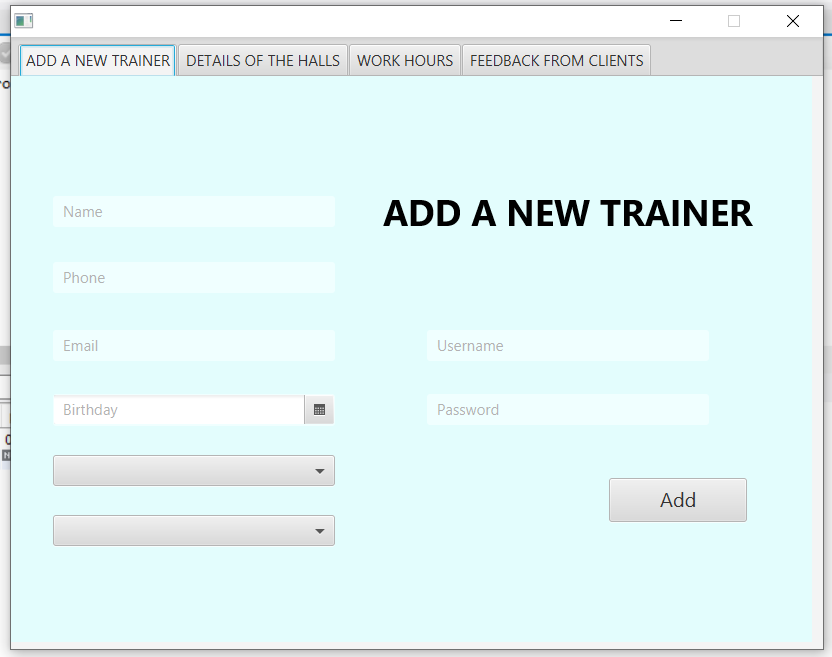 ADD A NEW TRAINER
DETAILS OF THE HALLS
WORK HOURS
FEEDBACK FROM CLIENTS
Name
ADD A NEW TRAINER
Phone
Email
Username
Birthday
Password
Add